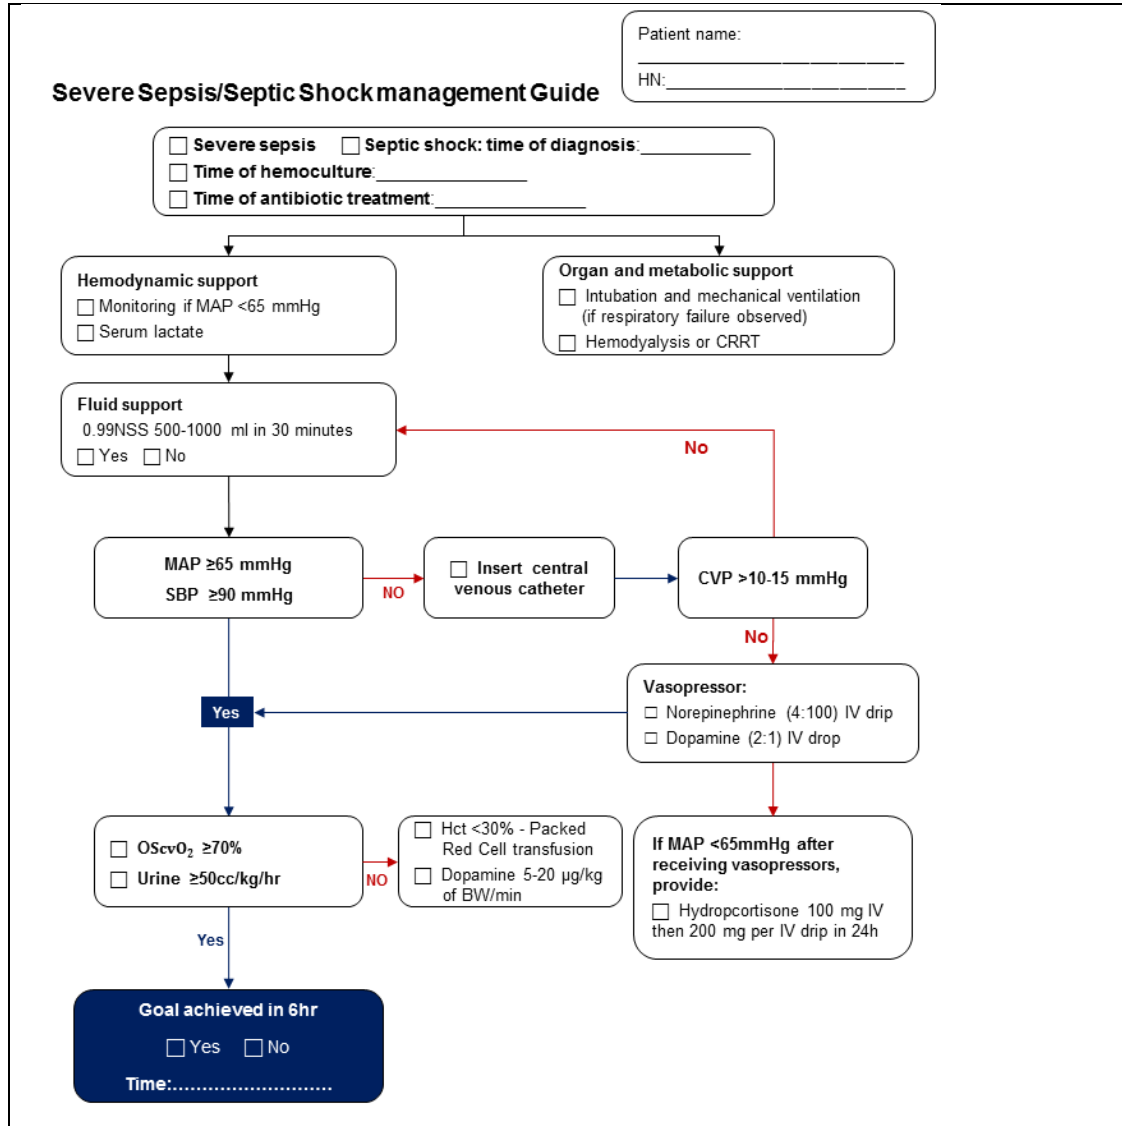 Patient name:
____________________________
HN:_________________________
Severe Sepsis/Septic Shock management Guide
☐ Severe sepsis ☐ Septic shock: time of diagnosis:___________
☐ Time of hemoculture:_______________
☐ Time of antibiotic treatment:_______________
Hemodynamic support
☐ Monitoring if MAP <65 mmHg
☐ Serum lactate
Organ and metabolic support
☐ Intubation and mechanical ventilation
(if respiratory failure observed)
☐ Hemodyalysis or CRRT
Fluid support
0.99NSS 500-1000 ml in 30 minutes
☐ Yes ☐ No
No
MAP ≥65 mmHg
SBP ≥90 mmHg
NO
☐ Insert central
venous catheter
CVP >10-15 mmHg
No
Vasopressor:
☐ Norepinephrine (4:100) IV drip
☐ Dopamine (2:1) IV drop
Yes
☐ OScvO₂ ≥70%
☐ Urine ≥50cc/kg/hr
NO
☐ Hct <30% - Packed
Red Cell transfusion
☐ Dopamine 5-20 µg/kg
of BW/min
If MAP <65mmHg after
receiving vasopressors,
provide:
☐ Hydropcortisone 100 mg IV
then 200 mg per IV drip in 24h
Yes
Goal achieved in 6hr
☐ Yes ☐ No
Time:...........................